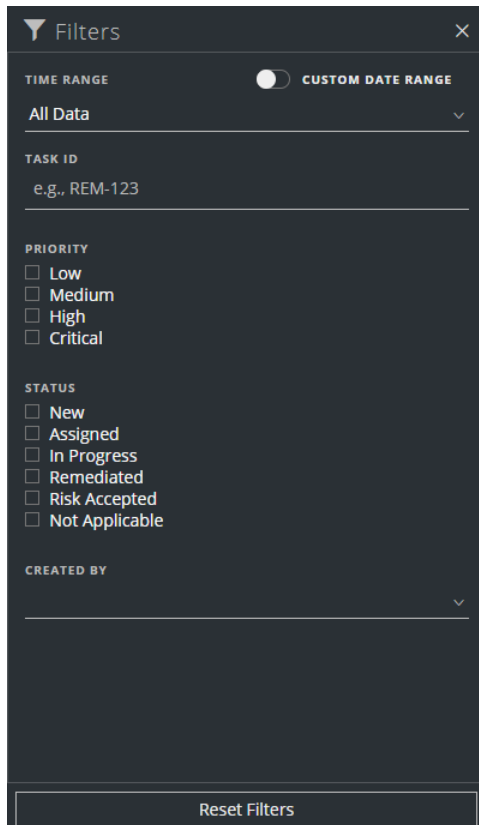 Filters
TIME RANGE CUSTOM DATE RANGE
All Data
TASK ID
e.g., REM-123
PRIORITY
Low
Medium
High
Critical
STATUS
New
Assigned
In Progress
Remediated
Risk Accepted
Not Applicable
CREATED BY
Reset Filters